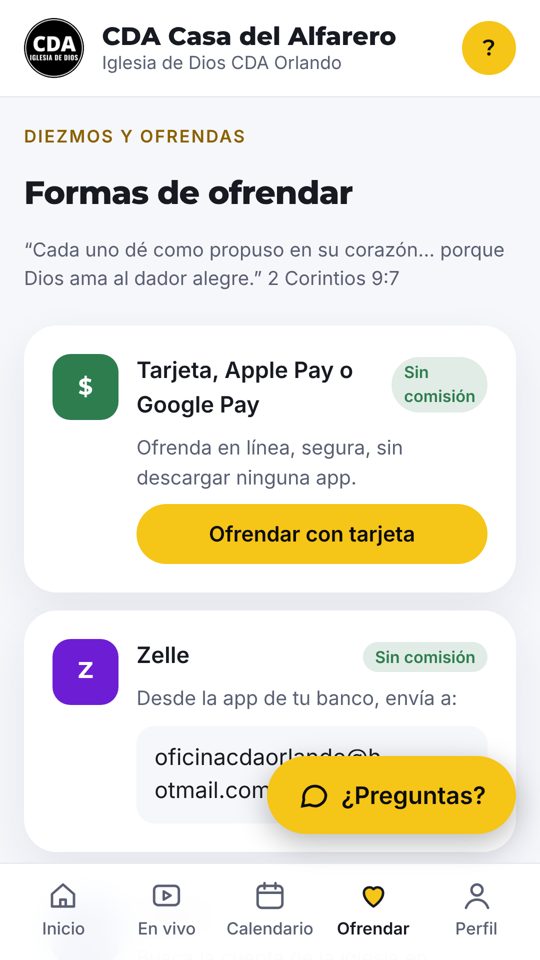 CDA
IGLESIA DE DIOS
CDA Casa del Alfarero
Iglesia de Dios CDA Orlando
?
DIEZMOS Y OFRENDAS
Formas de ofrendar
“Cada uno dé como propuso en su corazón... porque
Dios ama al dador alegre.” 2 Corintios 9:7
$
Tarjeta, Apple Pay o
Google Pay
Sin
comisión
Ofrenda en línea, segura, sin
descargar ninguna app.
Ofrendar con tarjeta
Z
Zelle
Sin comisión
Desde la app de tu banco, envía a:
oficinacdaorlando@h
otmail.com
¿Preguntas?
Inicio
En vivo
Calendario
Ofrendar
Perfil